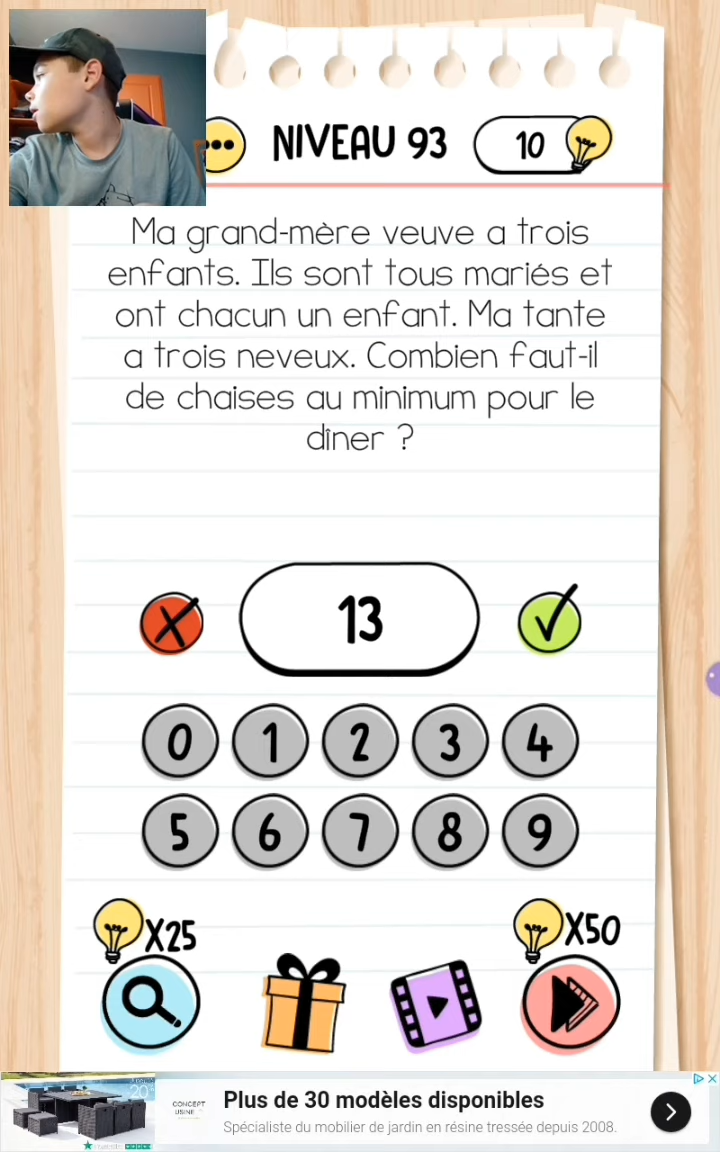 NIVEAU 93
10
Ma grand-mère veuve a trois
enfants. Ils sont tous mariés et
ont chacun un enfant. Ma tante
a trois neveux. Combien faut-il
de chaises au minimum pour le
dîner ?
13
0 1 2 3 4
5 6 7 8 9
X25
X50
CONCEPT
USINE
Plus de 30 modèles disponibles
Spécialiste du mobilier de jardin en résine tressée depuis 2008.